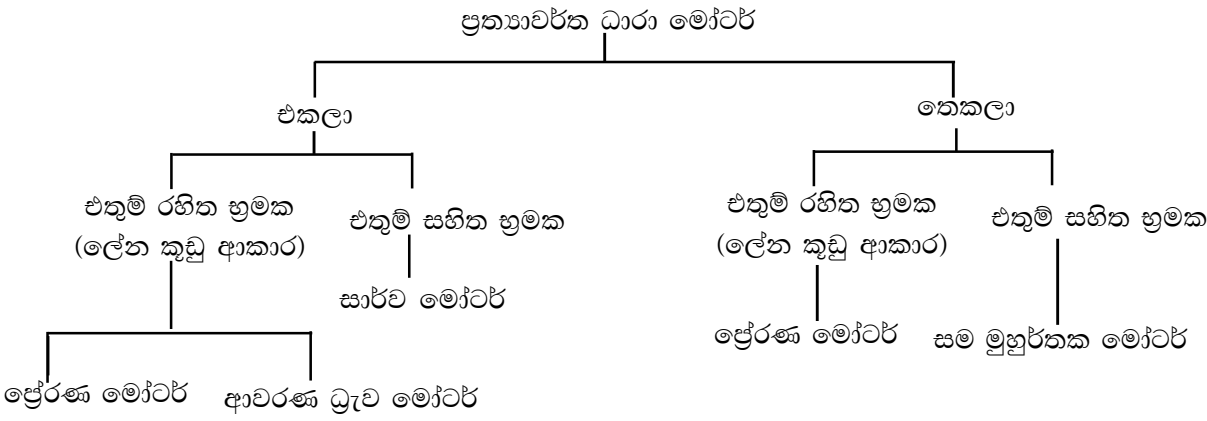 ප්‍රත්‍යාවර්ත ධාරා මෝටර්
එකලා
තෙකලා
එතුම් රහිත භ්‍රමක
(ලේන කූඩු ආකාර)
එතුම් සහිත භ්‍රමක
එතුම් රහිත භ්‍රමක
(ලේන කූඩු ආකාර)
එතුම් සහිත භ්‍රමක
සාර්ව මෝටර්
ප්‍රේරණ මෝටර්
සම මුහුර්තක මෝටර්
ප්‍රේරණ මෝටර්
ආවරණ ධ්‍රැව මෝටර්